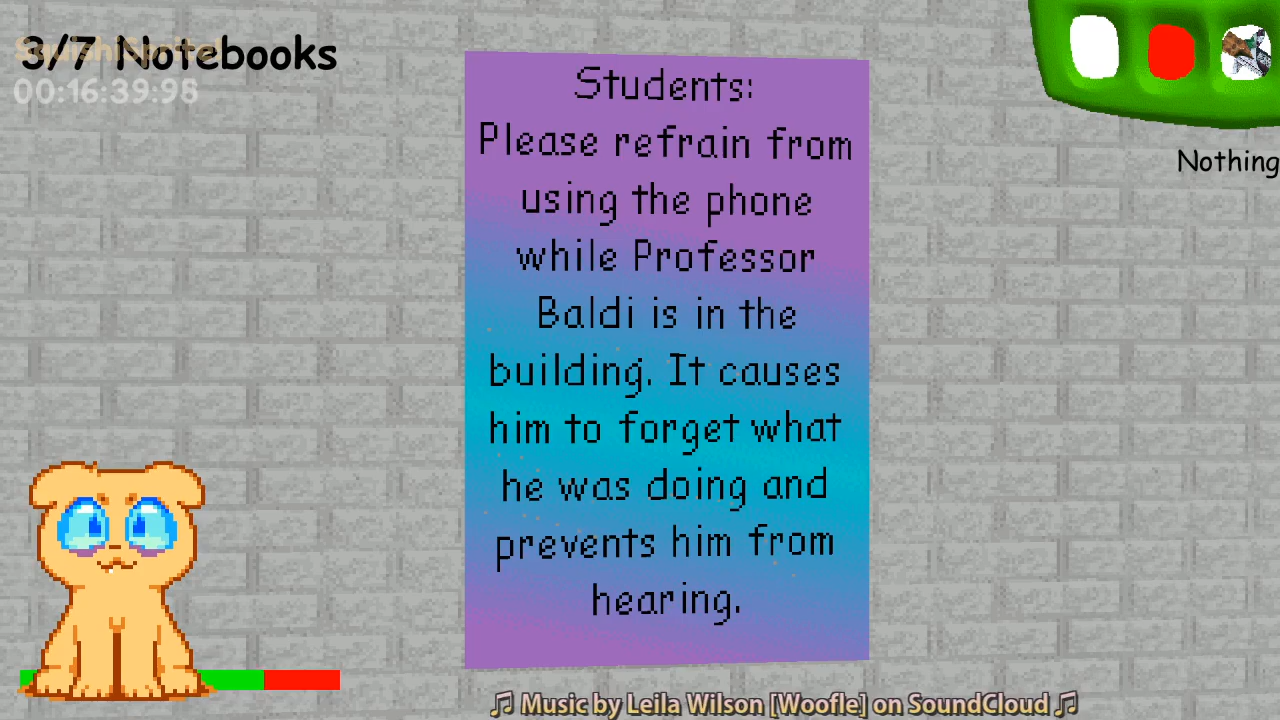 SquishiSprite!
3/7 Notebooks
00:16:39:98
Nothing
Students:
Please refrain from
using the phone
while Professor
Baldi is in the
building. It causes
him to forget what
he was doing and
prevents him from
hearing.
♫ Music by Leila Wilson [Woofle] on SoundCloud ♫